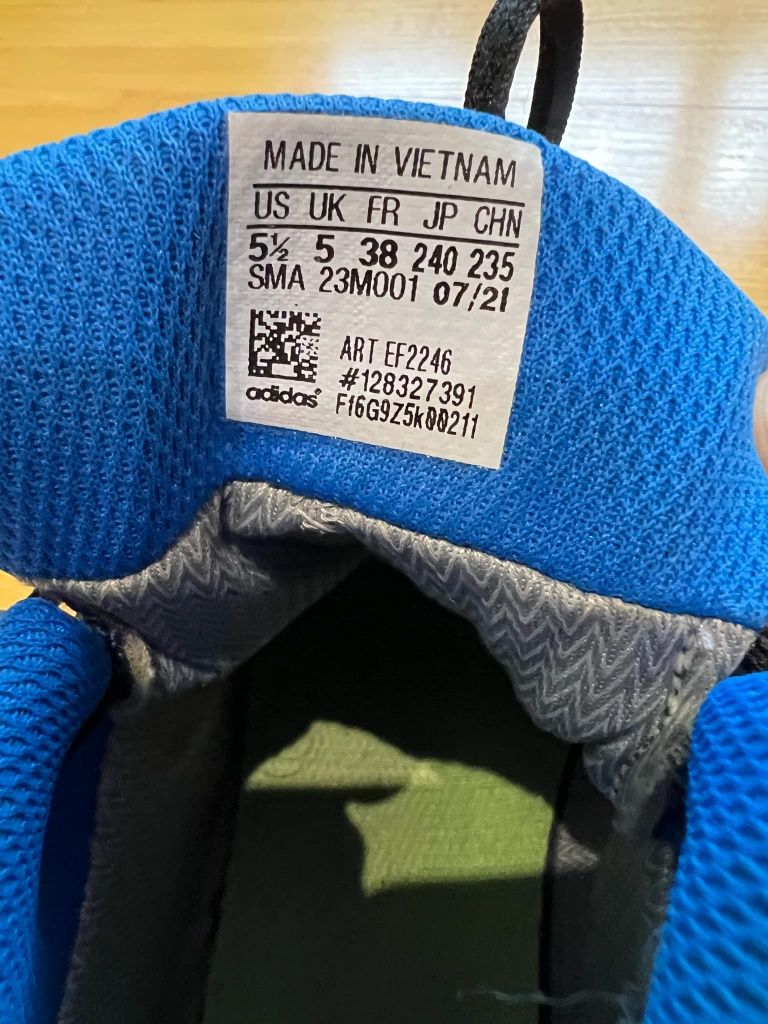 MADE IN VIETNAM
US UK FR JP CHN
5½ 5 38 240 235
SMA 23M001 07/21
ART EF2246
#128327391
adidas®
F16G9Z5k00211